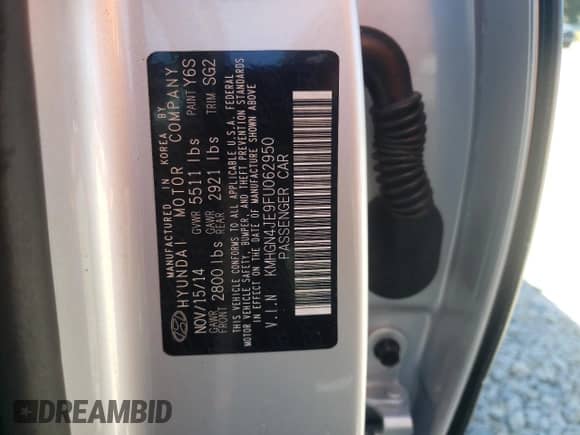 MANUFACTURED IN KOREA BY
HYUNDAI MOTOR COMPANY
NOV/15/14 GVWR 5511 lbs PAINT Y6S
GAWR FRONT 2800 lbs GAWR REAR 2921 lbs TRIM SG2
THIS VEHICLE CONFORMS TO ALL APPLICABLE U.S.A. FEDERAL
MOTOR VEHICLE SAFETY, BUMPER, AND THEFT PREVENTION STANDARDS
IN EFFECT ON THE DATE OF MANUFACTURE SHOWN ABOVE
V.I.N KMHGN4JE9FU062950
PASSENGER CAR
DREAMBID